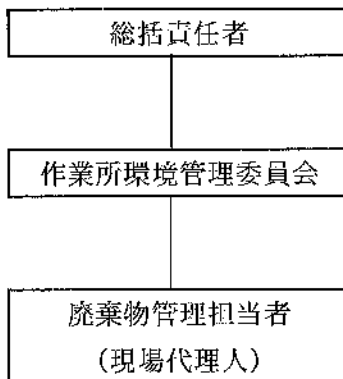 総括責任者
作業所環境管理委員会
廃棄物管理担当者
（現場代理人）